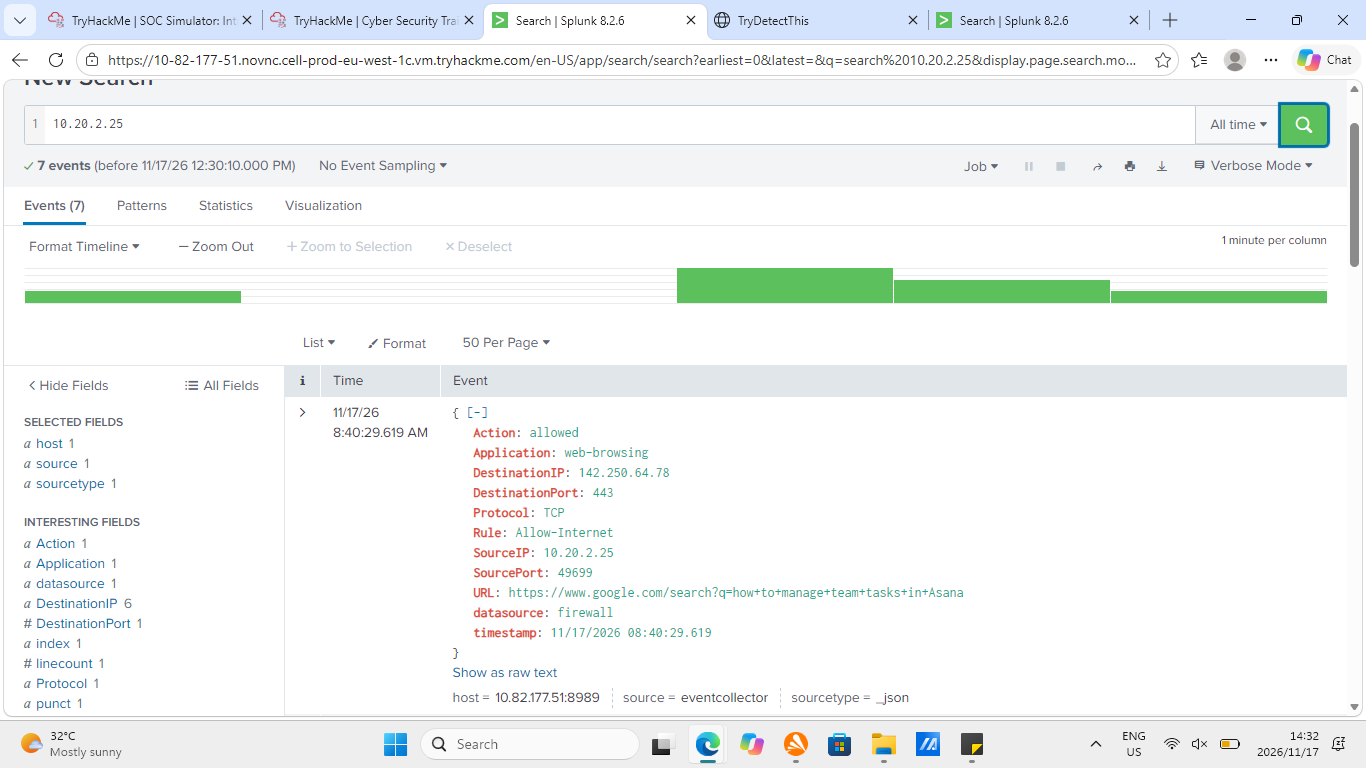 TryHackMe | SOC Simulator: Int
TryHackMe | Cyber Security Trai
Search | Splunk 8.2.6
TryDetectThis
Search | Splunk 8.2.6
https://10-82-177-51.novnc.cell-prod-eu-west-1c.vm.tryhackme.com/en-US/app/search/search?earliest=0&latest=&q=search%2010.20.2.25&display.page.search.mo...
Chat
New Search
1 10.20.2.25
All time
7 events (before 11/17/26 12:30:10.000 PM)
No Event Sampling
Job
Verbose Mode
Events (7)
Patterns
Statistics
Visualization
Format Timeline
— Zoom Out
+ Zoom to Selection
× Deselect
1 minute per column
List
Format
50 Per Page
< Hide Fields
All Fields
i
Time
Event
SELECTED FIELDS
a host 1
a source 1
a sourcetype 1
INTERESTING FIELDS
a Action 1
a Application 1
a datasource 1
a DestinationIP 6
# DestinationPort 1
a index 1
# linecount 1
a Protocol 1
a punct 1
>
11/17/26
8:40:29.619 AM
{ [-]
Action: allowed
Application: web-browsing
DestinationIP: 142.250.64.78
DestinationPort: 443
Protocol: TCP
Rule: Allow-Internet
SourceIP: 10.20.2.25
SourcePort: 49699
URL: https://www.google.com/search?q=how+to+manage+team+tasks+in+Asana
datasource: firewall
timestamp: 11/17/2026 08:40:29.619
}
Show as raw text
host = 10.82.177.51:8989
source = eventcollector
sourcetype = _json
32°C
Mostly sunny
Search
ENG
US
14:32
2026/11/17